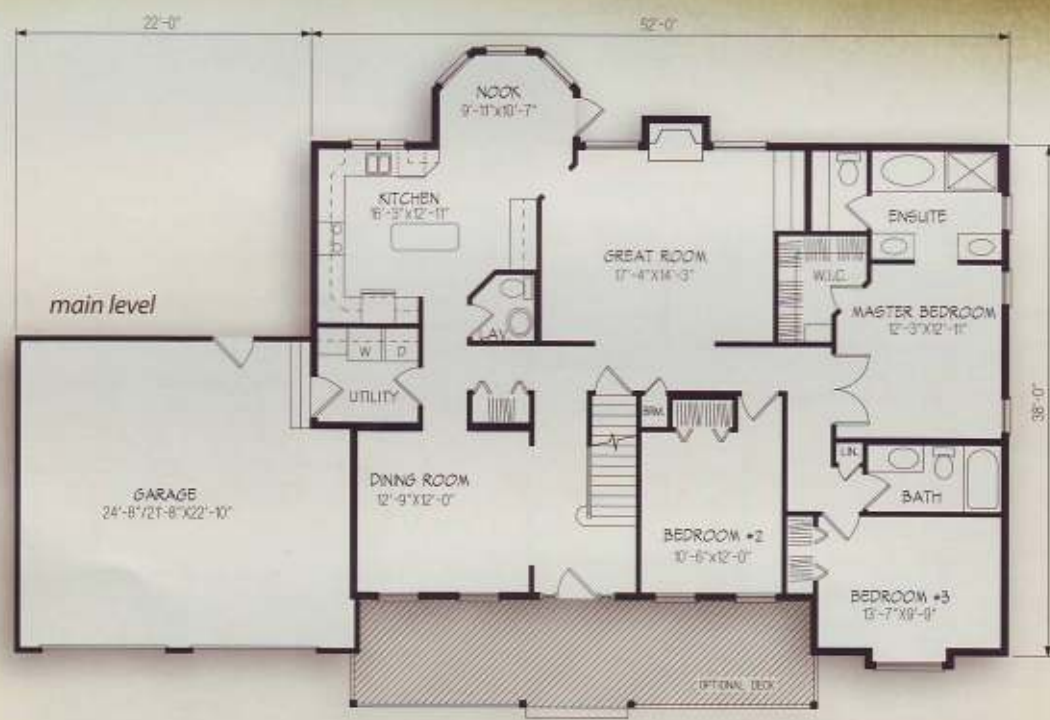 22'-0"
52'-0"
NOOK
9'-11"x10'-7"
KITCHEN
16'-3"x12'-11"
ENSUITE
GREAT ROOM
17'-4"X14'-3"
W.I.C.
main level
MASTER BEDROOM
12'-3"X12'-11"
LAV
W
D
UTILITY
38'-0"
BRM.
LIN.
DINING ROOM
12'-9"X12'-0"
GARAGE
24'-8"/21'-8"X22'-10"
BATH
BEDROOM #2
10'-6"x12'-0"
BEDROOM #3
13'-7"X9'-9"
OPTIONAL DECK